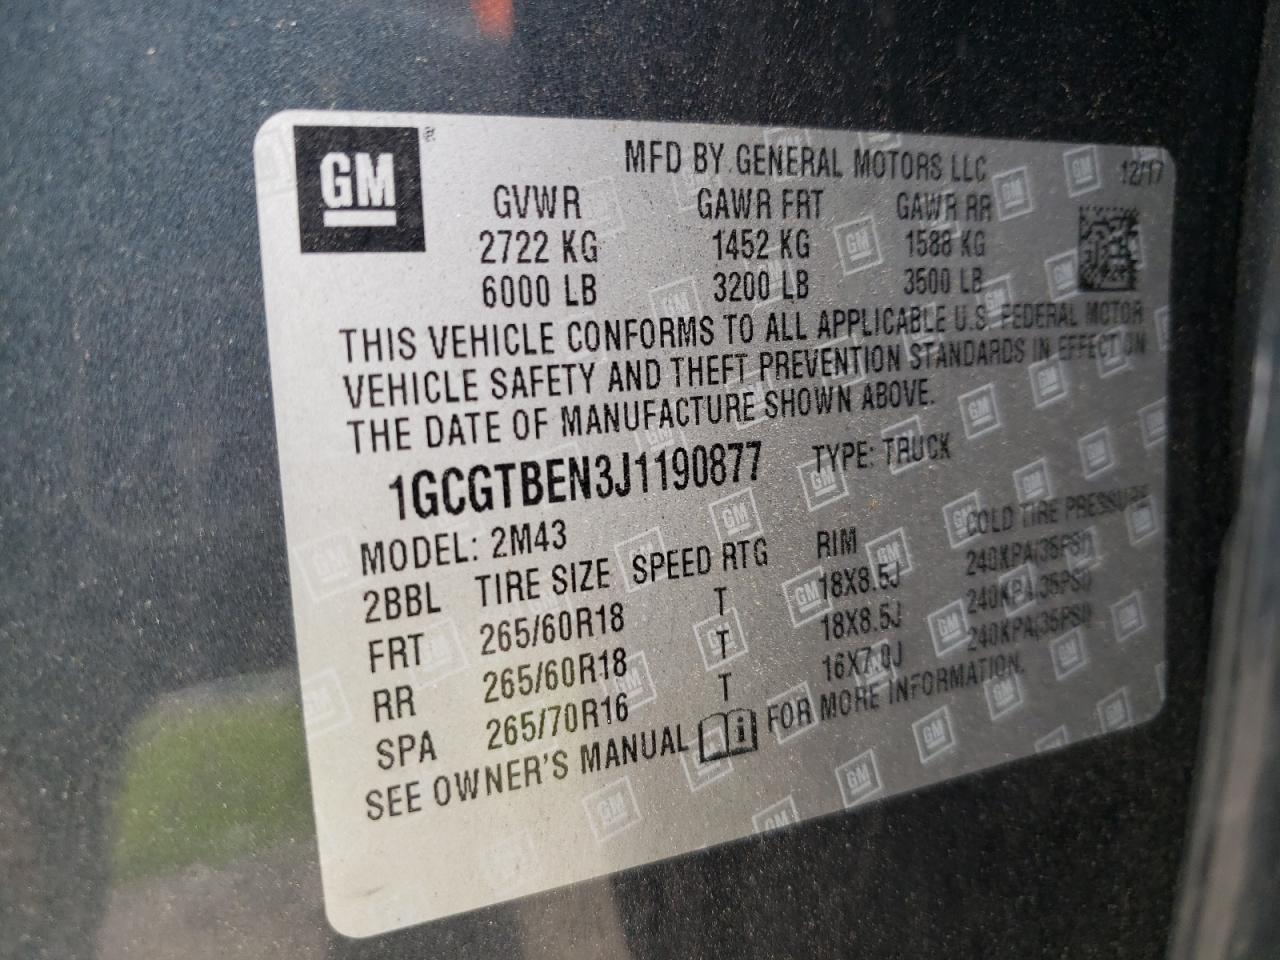 GM ®
MFD BY GENERAL MOTORS LLC 12/17
GVWR GAWR FRT GAWR RR
2722 KG 1452 KG 1588 KG
6000 LB 3200 LB 3500 LB
THIS VEHICLE CONFORMS TO ALL APPLICABLE U.S. FEDERAL MOTOR
VEHICLE SAFETY AND THEFT PREVENTION STANDARDS IN EFFECT ON
THE DATE OF MANUFACTURE SHOWN ABOVE.
1GCGTBEN3J1190877 TYPE: TRUCK
MODEL: 2M43
2BBL TIRE SIZE SPEED RTG RIM COLD TIRE PRESSURE
FRT 265/60R18 T 18X8.5J 240KPA(35PSI)
RR 265/60R18 T 18X8.5J 240KPA(35PSI)
SPA 265/70R16 T 16X7.0J 240KPA(35PSI)
SEE OWNER'S MANUAL FOR MORE INFORMATION.